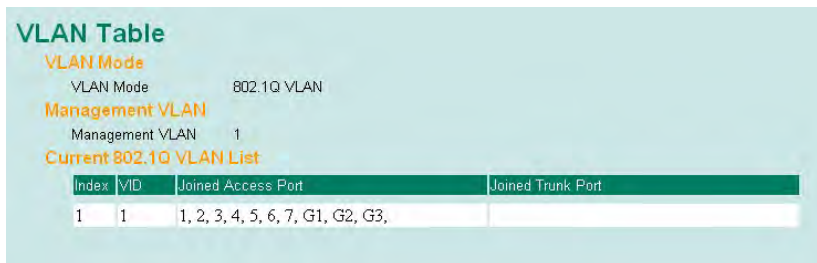 VLAN Table
VLAN Mode
VLAN Mode 802.1Q VLAN
Management VLAN
Management VLAN 1
Current 802.1Q VLAN List
Index VID Joined Access Port Joined Trunk Port
1 1 1, 2, 3, 4, 5, 6, 7, G1, G2, G3,